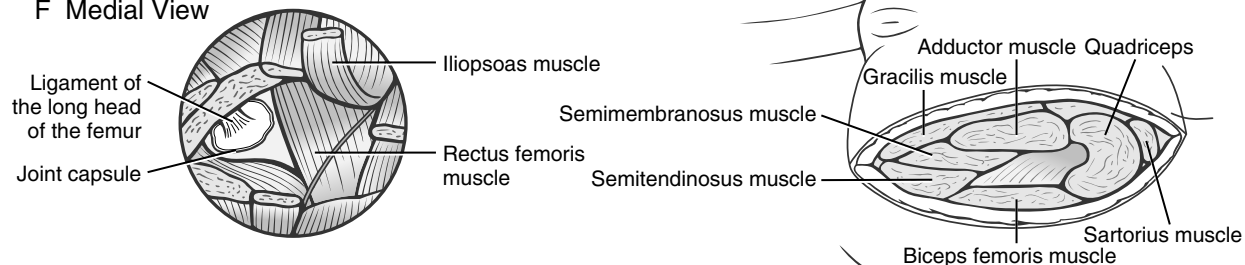 F Medial View
Ligament of
the long head
of the femur
Joint capsule
Iliopsoas muscle
Rectus femoris
muscle
Adductor muscle
Quadriceps
Gracilis muscle
Semimembranosus muscle
Semitendinosus muscle
Sartorius muscle
Biceps femoris muscle